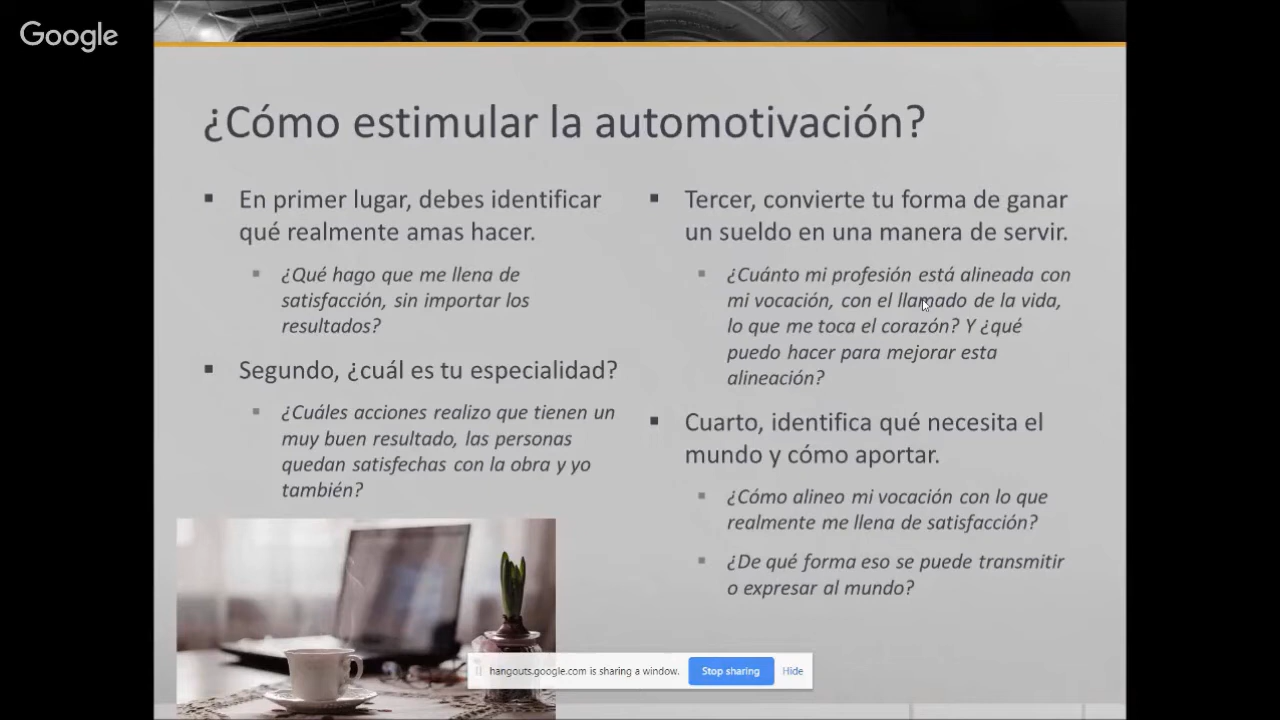 Google
¿Cómo estimular la automotivación?
▪ En primer lugar, debes identificar
qué realmente amas hacer.
▪ ¿Qué hago que me llena de
satisfacción, sin importar los
resultados?
▪ Segundo, ¿cuál es tu especialidad?
▪ ¿Cuáles acciones realizo que tienen un
muy buen resultado, las personas
quedan satisfechas con la obra y yo
también?
▪ Tercer, convierte tu forma de ganar
un sueldo en una manera de servir.
▪ ¿Cuánto mi profesión está alineada con
mi vocación, con el llamado de la vida,
lo que me toca el corazón? Y ¿qué
puedo hacer para mejorar esta
alineación?
▪ Cuarto, identifica qué necesita el
mundo y cómo aportar.
▪ ¿Cómo alineo mi vocación con lo que
realmente me llena de satisfacción?
▪ ¿De qué forma eso se puede transmitir
o expresar al mundo?
hangouts.google.com is sharing a window. Stop sharing Hide